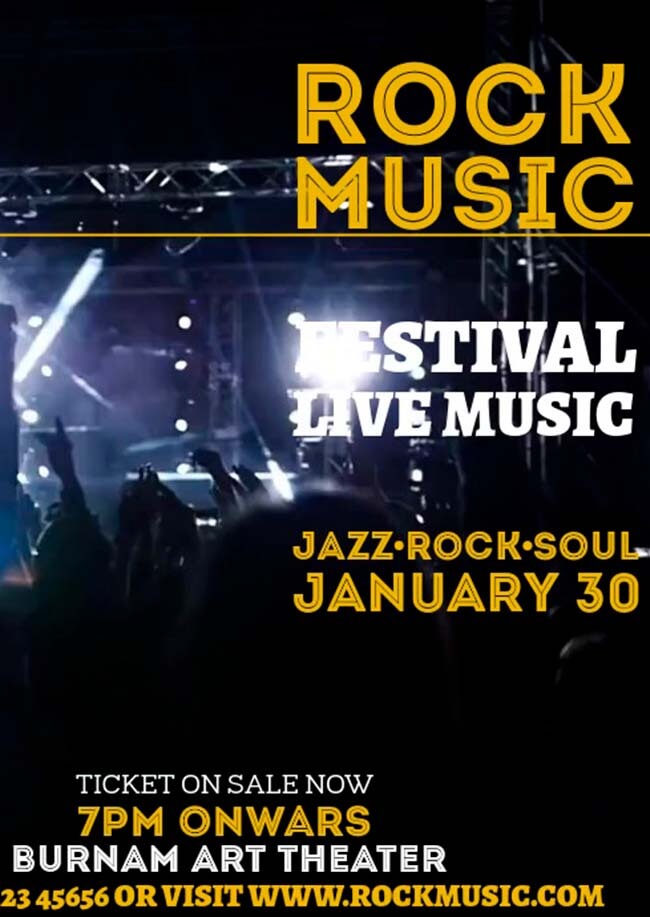 ROCK
MUSIC
FESTIVAL
LIVE MUSIC
JAZZ•ROCK•SOUL
JANUARY 30
TICKET ON SALE NOW
7PM ONWARS
BURNAM ART THEATER
23 45656 OR VISIT WWW.ROCKMUSIC.COM